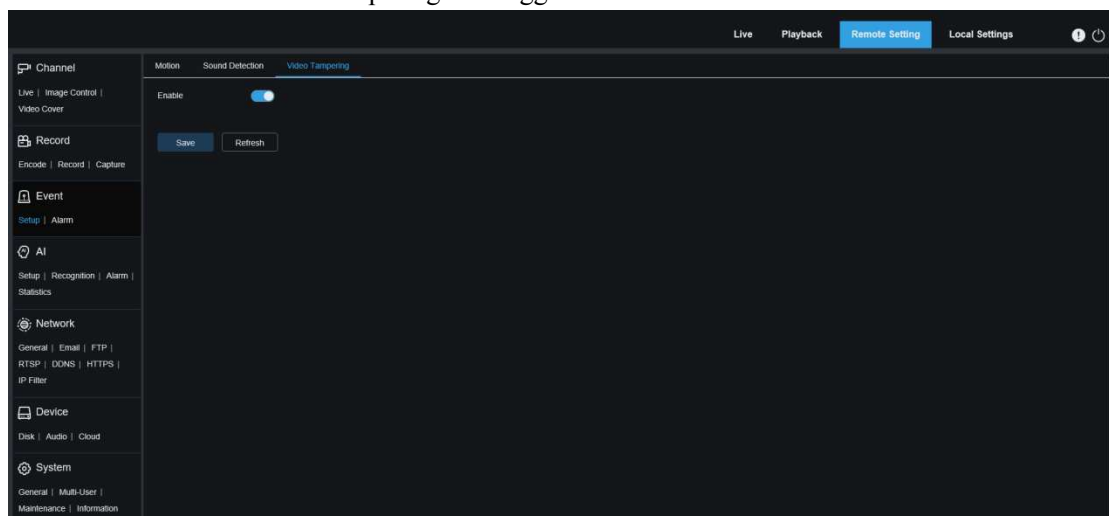 Live Playback Remote Setting Local Settings
Channel
Live | Image Control |
Video Cover
Record
Encode | Record | Capture
Event
Setup | Alarm
AI
Setup | Recognition | Alarm |
Statistics
Network
General | Email | FTP |
RTSP | DDNS | HTTPS |
IP Filter
Device
Disk | Audio | Cloud
System
General | Multi-User |
Maintenance | Information
Motion Sound Detection Video Tampering
Enable
Save Refresh